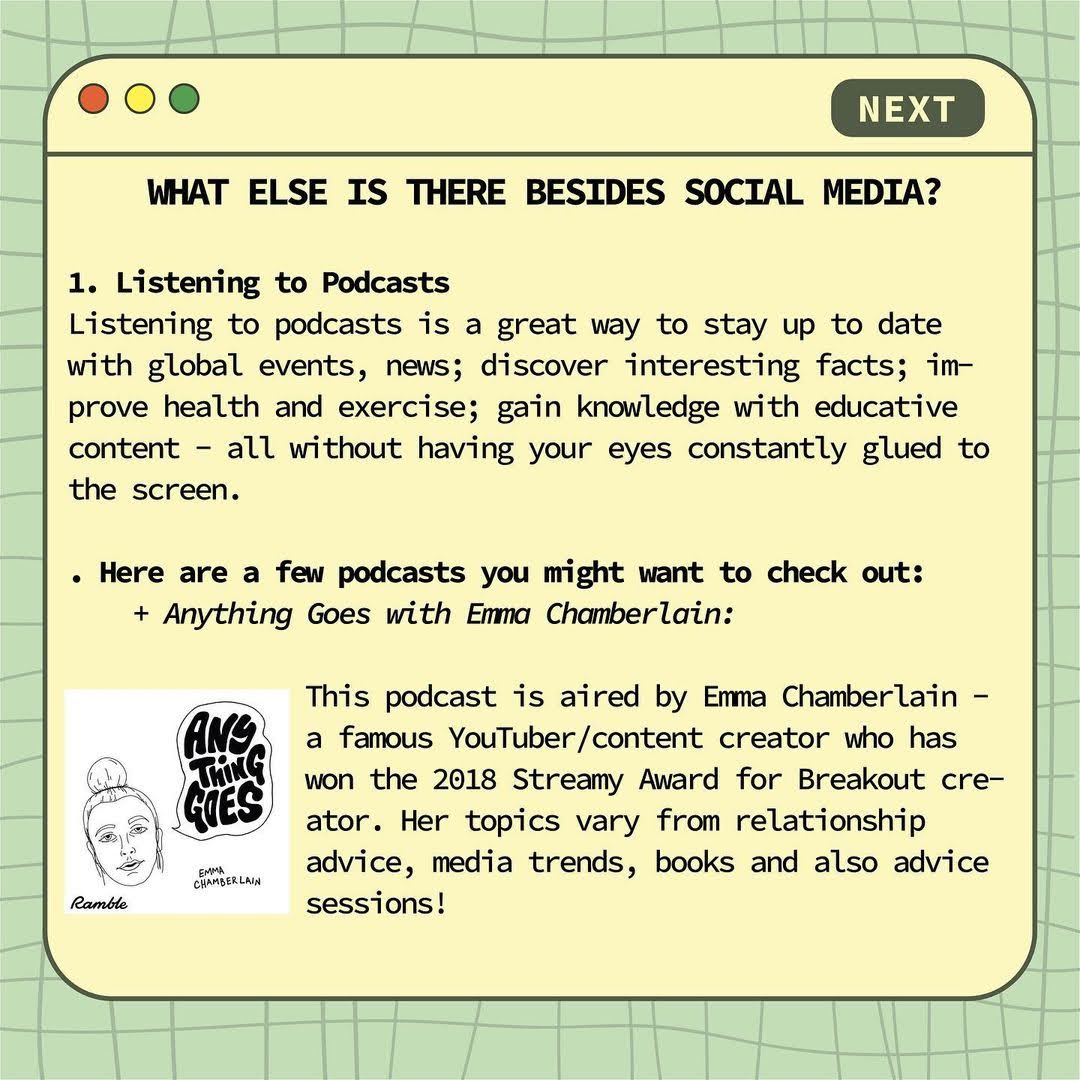 NEXT
WHAT ELSE IS THERE BESIDES SOCIAL MEDIA?
1. Listening to Podcasts
Listening to podcasts is a great way to stay up to date
with global events, news; discover interesting facts; im-
prove health and exercise; gain knowledge with educative
content - all without having your eyes constantly glued to
the screen.
. Here are a few podcasts you might want to check out:
+ Anything Goes with Emma Chamberlain:
ANY
THING
GOES
EMMA
CHAMBERLAIN
Ramble
This podcast is aired by Emma Chamberlain -
a famous YouTuber/content creator who has
won the 2018 Streamy Award for Breakout cre-
ator. Her topics vary from relationship
advice, media trends, books and also advice
sessions!